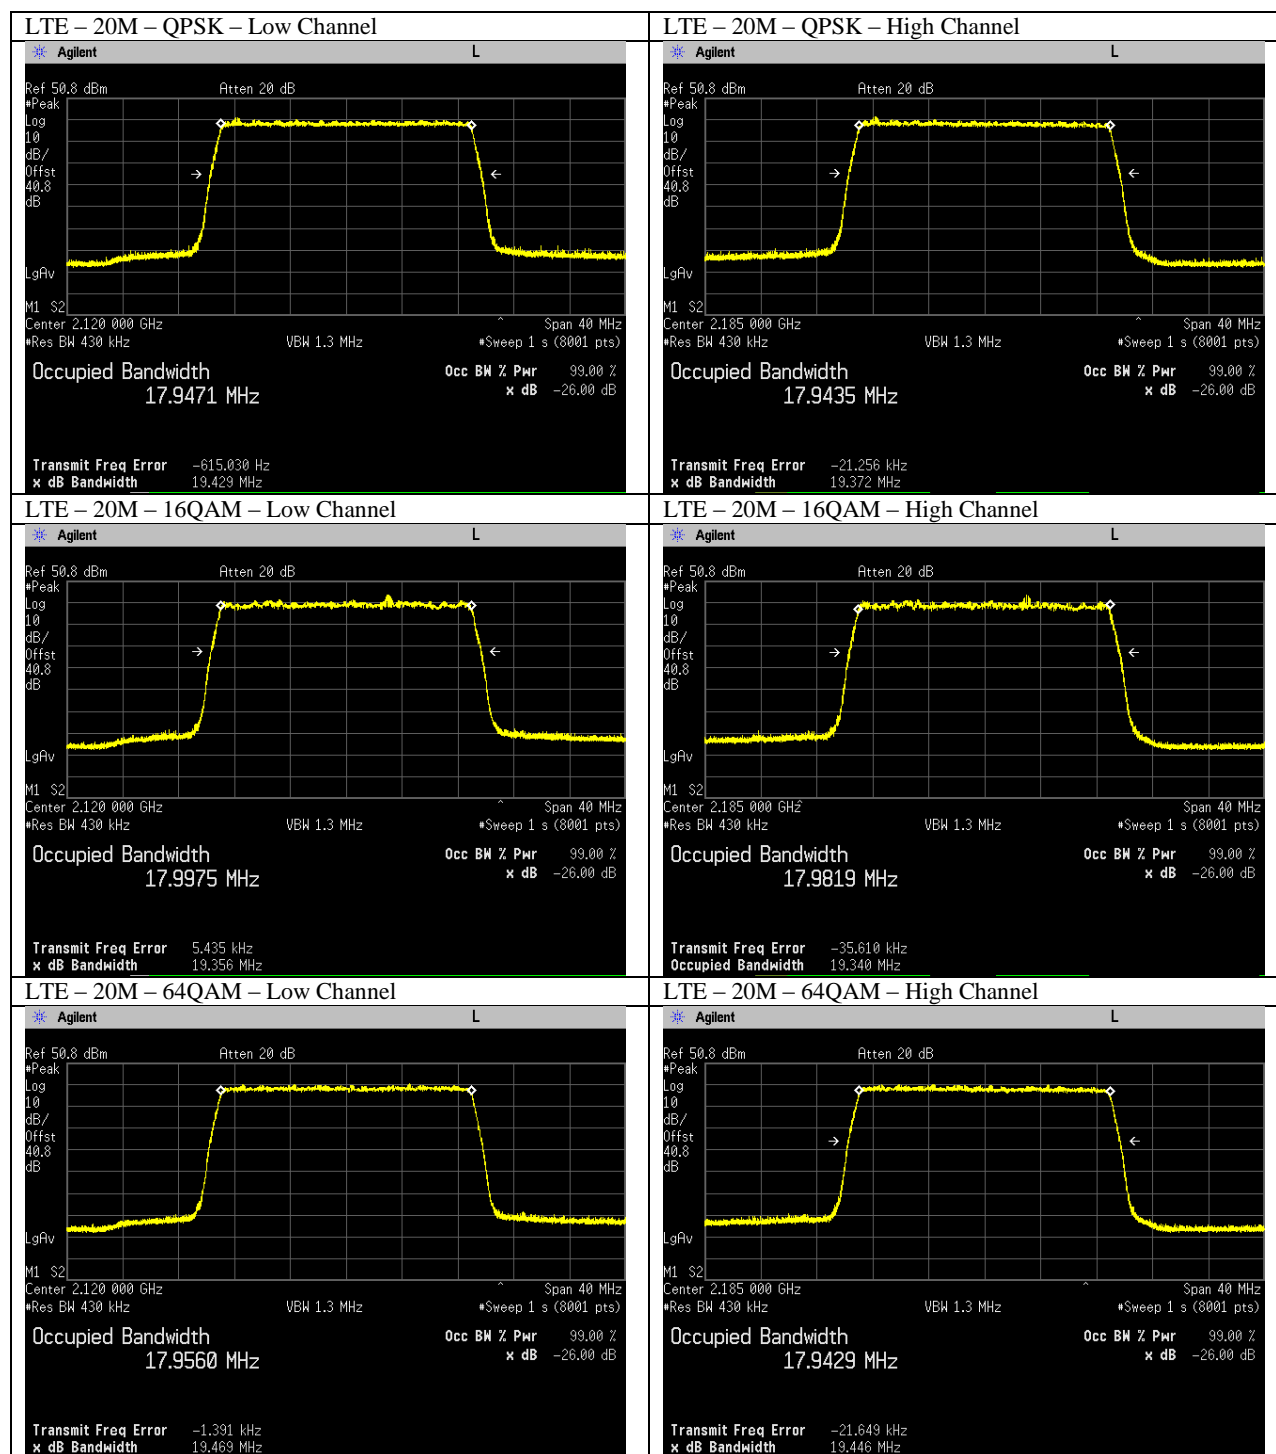 LTE – 20M – QPSK – Low Channel
Agilent L
Ref 50.8 dBm Atten 20 dB
#Peak
Log
10
dB/
Offst
40.8
dB
LgAv
M1 S2
Center 2.120 000 GHz Span 40 MHz
#Res BW 430 kHz VBW 1.3 MHz #Sweep 1 s (8001 pts)
Occupied Bandwidth Occ BW % Pwr 99.00 %
17.9471 MHz x dB -26.00 dB
Transmit Freq Error -615.030 Hz
x dB Bandwidth 19.429 MHz
LTE – 20M – QPSK – High Channel
Agilent L
Ref 50.8 dBm Atten 20 dB
#Peak
Log
10
dB/
Offst
40.8
dB
LgAv
M1 S2
Center 2.185 000 GHz Span 40 MHz
#Res BW 430 kHz VBW 1.3 MHz #Sweep 1 s (8001 pts)
Occupied Bandwidth Occ BW % Pwr 99.00 %
17.9435 MHz x dB -26.00 dB
Transmit Freq Error -21.256 kHz
x dB Bandwidth 19.372 MHz
LTE – 20M – 16QAM – Low Channel
Agilent L
Ref 50.8 dBm Atten 20 dB
#Peak
Log
10
dB/
Offst
40.8
dB
LgAv
M1 S2
Center 2.120 000 GHz Span 40 MHz
#Res BW 430 kHz VBW 1.3 MHz #Sweep 1 s (8001 pts)
Occupied Bandwidth Occ BW % Pwr 99.00 %
17.9975 MHz x dB -26.00 dB
Transmit Freq Error 5.435 kHz
x dB Bandwidth 19.356 MHz
LTE – 20M – 16QAM – High Channel
Agilent L
Ref 50.8 dBm Atten 20 dB
#Peak
Log
10
dB/
Offst
40.8
dB
LgAv
M1 S2
Center 2.185 000 GHz Span 40 MHz
#Res BW 430 kHz VBW 1.3 MHz #Sweep 1 s (8001 pts)
Occupied Bandwidth Occ BW % Pwr 99.00 %
17.9819 MHz x dB -26.00 dB
Transmit Freq Error -35.610 kHz
Occupied Bandwidth 19.340 MHz
LTE – 20M – 64QAM – Low Channel
Agilent L
Ref 50.8 dBm Atten 20 dB
#Peak
Log
10
dB/
Offst
40.8
dB
LgAv
M1 S2
Center 2.120 000 GHz Span 40 MHz
#Res BW 430 kHz VBW 1.3 MHz #Sweep 1 s (8001 pts)
Occupied Bandwidth Occ BW % Pwr 99.00 %
17.9560 MHz x dB -26.00 dB
Transmit Freq Error -1.391 kHz
x dB Bandwidth 19.469 MHz
LTE – 20M – 64QAM – High Channel
Agilent L
Ref 50.8 dBm Atten 20 dB
#Peak
Log
10
dB/
Offst
40.8
dB
LgAv
M1 S2
Center 2.185 000 GHz Span 40 MHz
#Res BW 430 kHz VBW 1.3 MHz #Sweep 1 s (8001 pts)
Occupied Bandwidth Occ BW % Pwr 99.00 %
17.9429 MHz x dB -26.00 dB
Transmit Freq Error -21.649 kHz
x dB Bandwidth 19.446 MHz